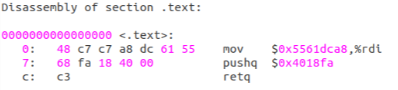 Disassembly of section .text:
0000000000000000 <.text>:
0: 48 c7 c7 a8 dc 61 55 mov $0x5561dca8,%rdi
7: 68 fa 18 40 00 pushq $0x4018fa
c: c3 retq